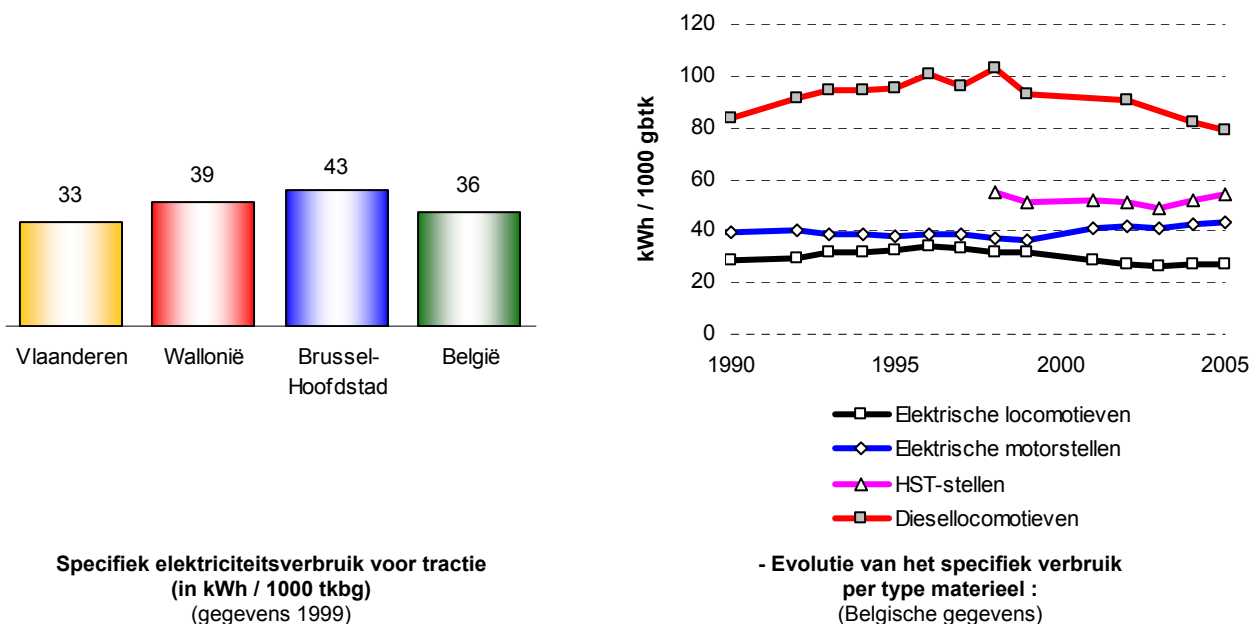 33
39
43
36
Vlaanderen
Wallonië
Brussel-
Hoofdstad
België
Specifiek elektriciteitsverbruik voor tractie
(in kWh / 1000 tkbg)
(gegevens 1999)
kWh / 1000 gbtk
120
100
80
60
40
20
0
1990
1995
2000
2005
Elektrische locomotieven
Elektrische motorstellen
HST-stellen
Diesellocomotieven
- Evolutie van het specifiek verbruik
per type materieel :
(Belgische gegevens)